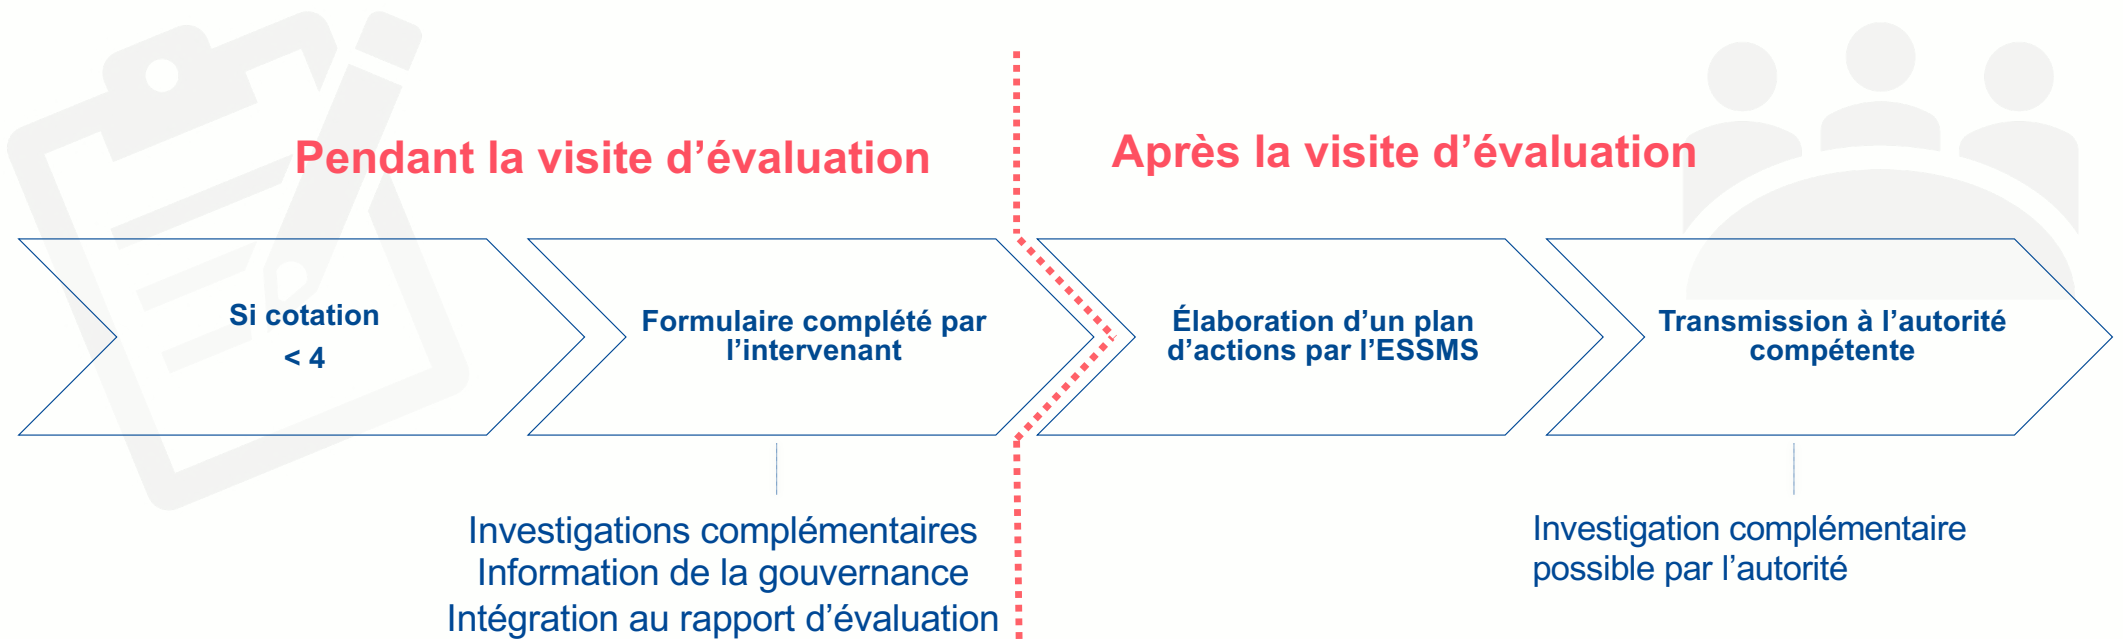 Pendant la visite d’évaluation
Après la visite d’évaluation
Si cotation
< 4
Formulaire complété par
l’intervenant
Élaboration d’un plan
d’actions par l’ESSMS
Transmission à l’autorité
compétente
Investigations complémentaires
Information de la gouvernance
Intégration au rapport d’évaluation
Investigation complémentaire
possible par l’autorité